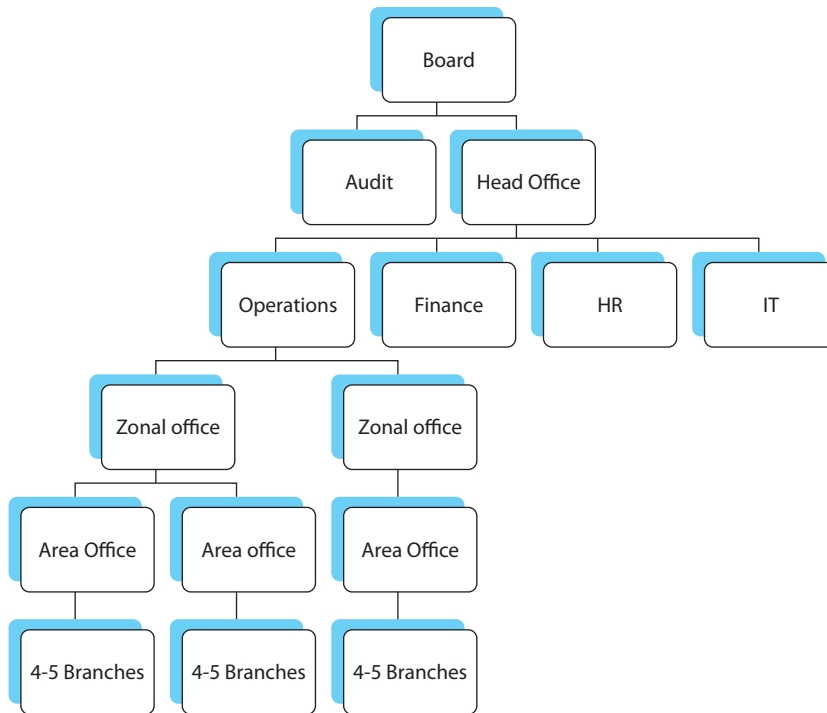 Board
Audit
Head Office
Operations
Finance
HR
IT
Zonal office
Zonal office
Area Office
Area office
Area Office
4-5 Branches
4-5 Branches
4-5 Branches